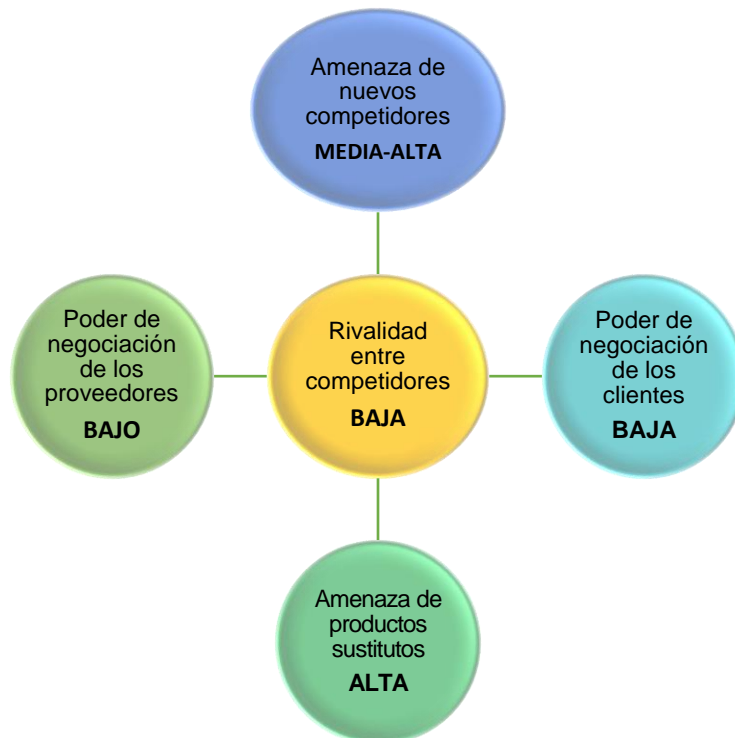 Amenaza de
nuevos
competidores
MEDIA-ALTA
Poder de
negociación
de los
proveedores
BAJO
Rivalidad
entre
competidores
BAJA
Poder de
negociación
de los
clientes
BAJA
Amenaza de
productos
sustitutos
ALTA